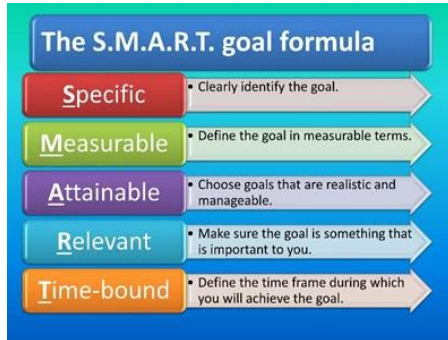 The S.M.A.R.T. goal formula
Specific
• Clearly identify the goal.
Measurable
• Define the goal in measurable terms.
Attainable
• Choose goals that are realistic and
manageable.
Relevant
• Make sure the goal is something that
is important to you.
Time-bound
• Define the time frame during which
you will achieve the goal.